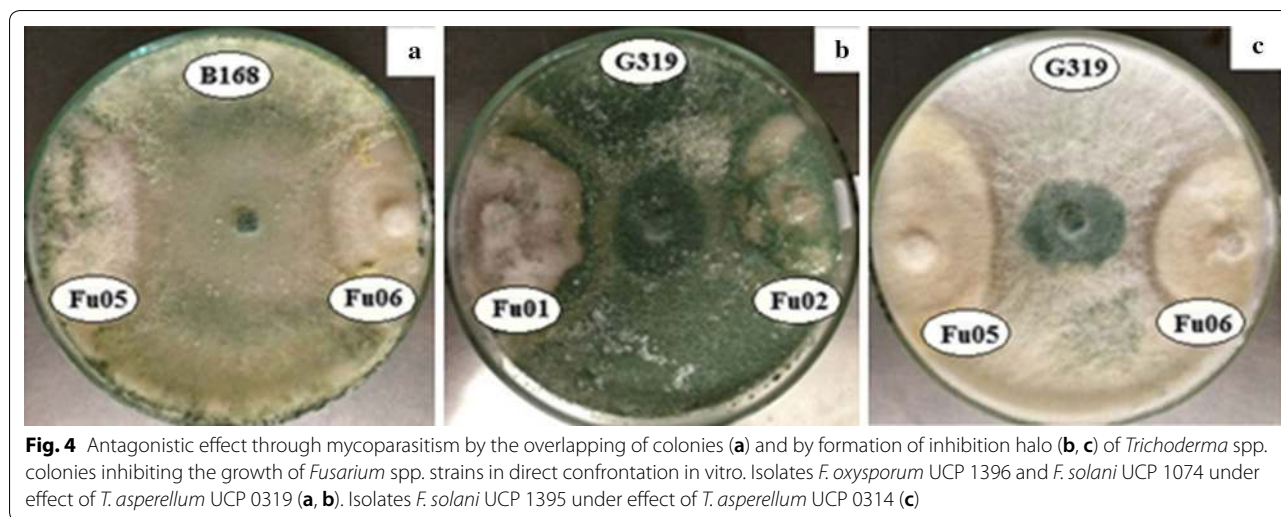 a
B168
Fu05
Fu06
b
G319
Fu01
Fu02
c
G319
Fu05
Fu06
Fig. 4 Antagonistic effect through mycoparasitism by the overlapping of colonies (a) and by formation of inhibition halo (b, c) of Trichoderma spp.
colonies inhibiting the growth of Fusarium spp. strains in direct confrontation in vitro. Isolates F. oxysporum UCP 1396 and F. solani UCP 1074 under
effect of T. asperellum UCP 0319 (a, b). Isolates F. solani UCP 1395 under effect of T. asperellum UCP 0314 (c)